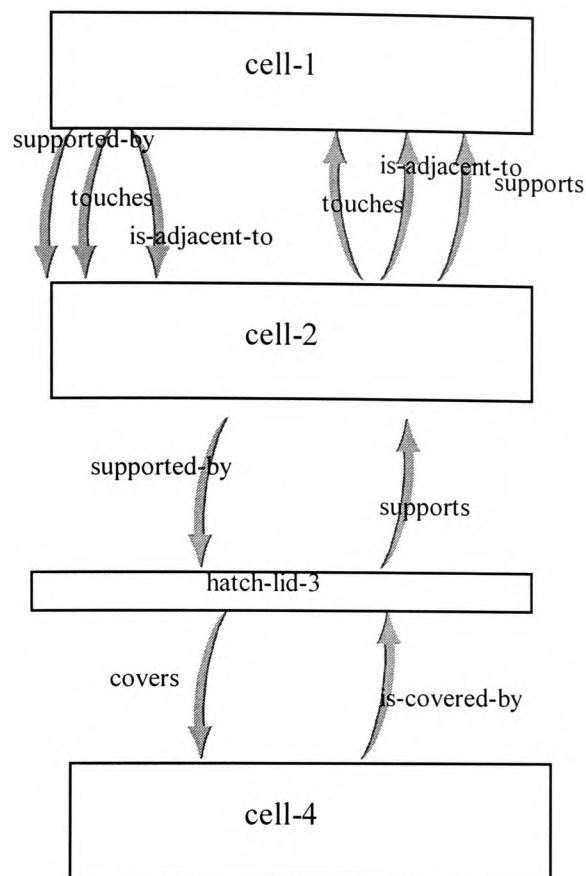 cell-1
supported-by
is-adjacent-to
supports
touches
touches
is-adjacent-to
cell-2
supported-by
supports
hatch-lid-3
covers
is-covered-by
cell-4